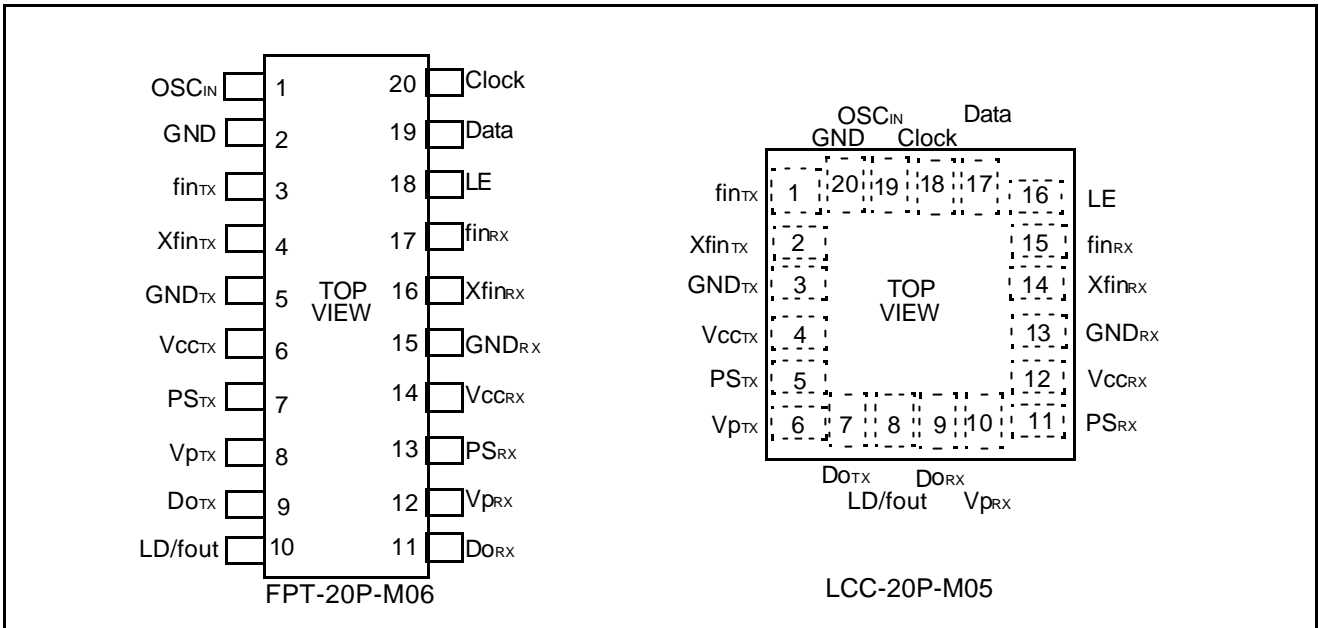 OSCIN 1 20 Clock
GND 2 19 Data
finTX 3 18 LE
XfinTX 4 17 finRX
GNDTX 5 16 XfinRX
VccTX 6 15 GNDRX
PSTX 7 14 VccRX
VpTX 8 13 PSRX
DoTX 9 12 VpRX
LD/fout 10 11 DoRX
TOP
VIEW
FPT-20P-M06
OSCIN Data
GND Clock
finTX 1 20 19 18 17 16 LE
XfinTX 2 15 finRX
GNDTX 3 14 XfinRX
VccTX 4 13 GNDRX
PSTX 5 12 VccRX
VpTX 6 7 8 9 10 11 PSRX
TOP
VIEW
DoTX DoRX
LD/fout VpRX
LCC-20P-M05